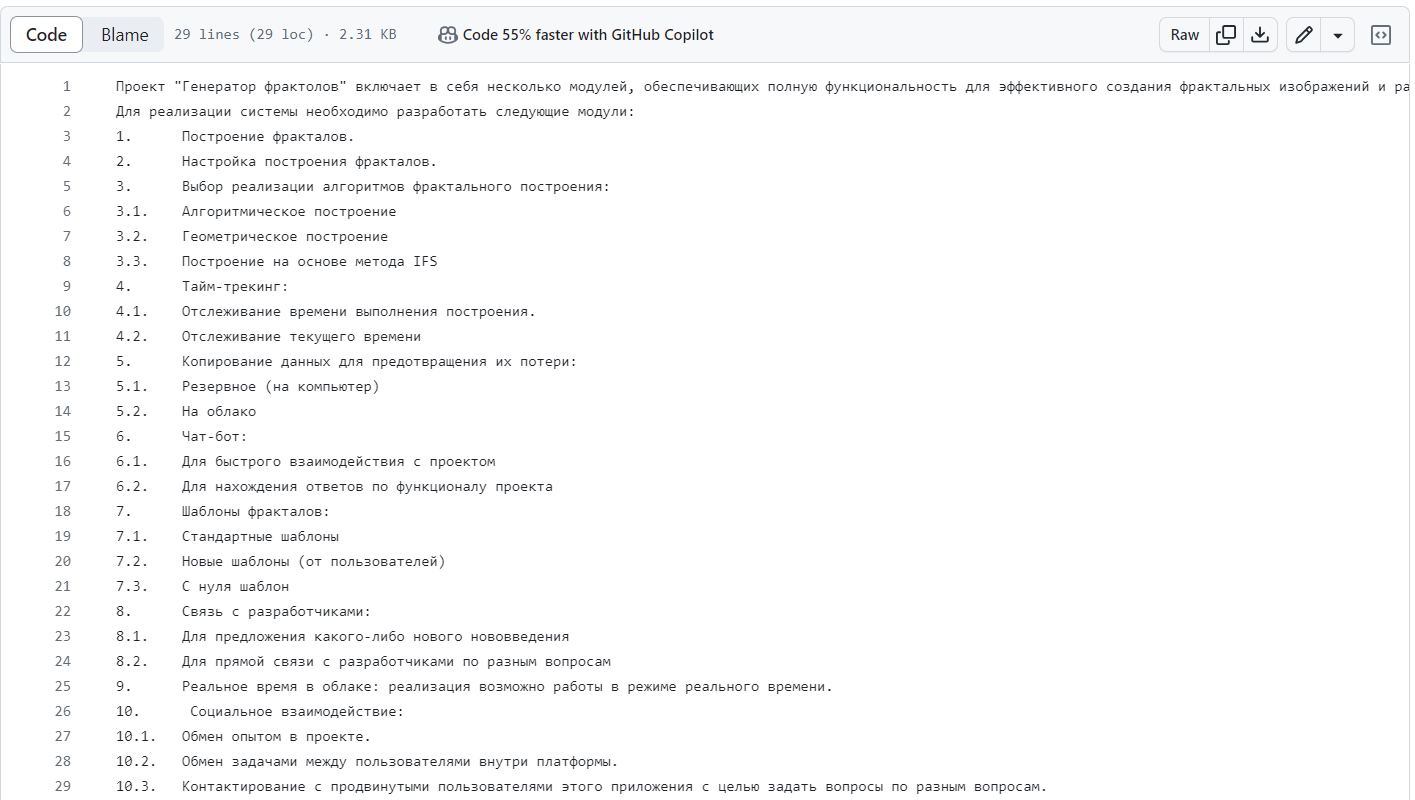 Code Blame 29 lines (29 loc) · 2.31 KB Code 55% faster with GitHub Copilot Raw
1 Проект "Генератор фрактолов" включает в себя несколько модулей, обеспечивающих полную функциональность для эффективного создания фрактальных изображений и ра
2 Для реализации системы необходимо разработать следующие модули:
3 1. Построение фракталов.
4 2. Настройка построения фракталов.
5 3. Выбор реализации алгоритмов фрактального построения:
6 3.1. Алгоритмическое построение
7 3.2. Геометрическое построение
8 3.3. Построение на основе метода IFS
9 4. Тайм-трекинг:
10 4.1. Отслеживание времени выполнения построения.
11 4.2. Отслеживание текущего времени
12 5. Копирование данных для предотвращения их потери:
13 5.1. Резервное (на компьютер)
14 5.2. На облако
15 6. Чат-бот:
16 6.1. Для быстрого взаимодействия с проектом
17 6.2. Для нахождения ответов по функционалу проекта
18 7. Шаблоны фракталов:
19 7.1. Стандартные шаблоны
20 7.2. Новые шаблоны (от пользователей)
21 7.3. С нуля шаблон
22 8. Связь с разработчиками:
23 8.1. Для предложения какого-либо нового нововведения
24 8.2. Для прямой связи с разработчиками по разным вопросам
25 9. Реальное время в облаке: реализация возможно работы в режиме реального времени.
26 10. Социальное взаимодействие:
27 10.1. Обмен опытом в проекте.
28 10.2. Обмен задачами между пользователями внутри платформы.
29 10.3. Контактирование с продвинутыми пользователями этого приложения с целью задать вопросы по разным вопросам.